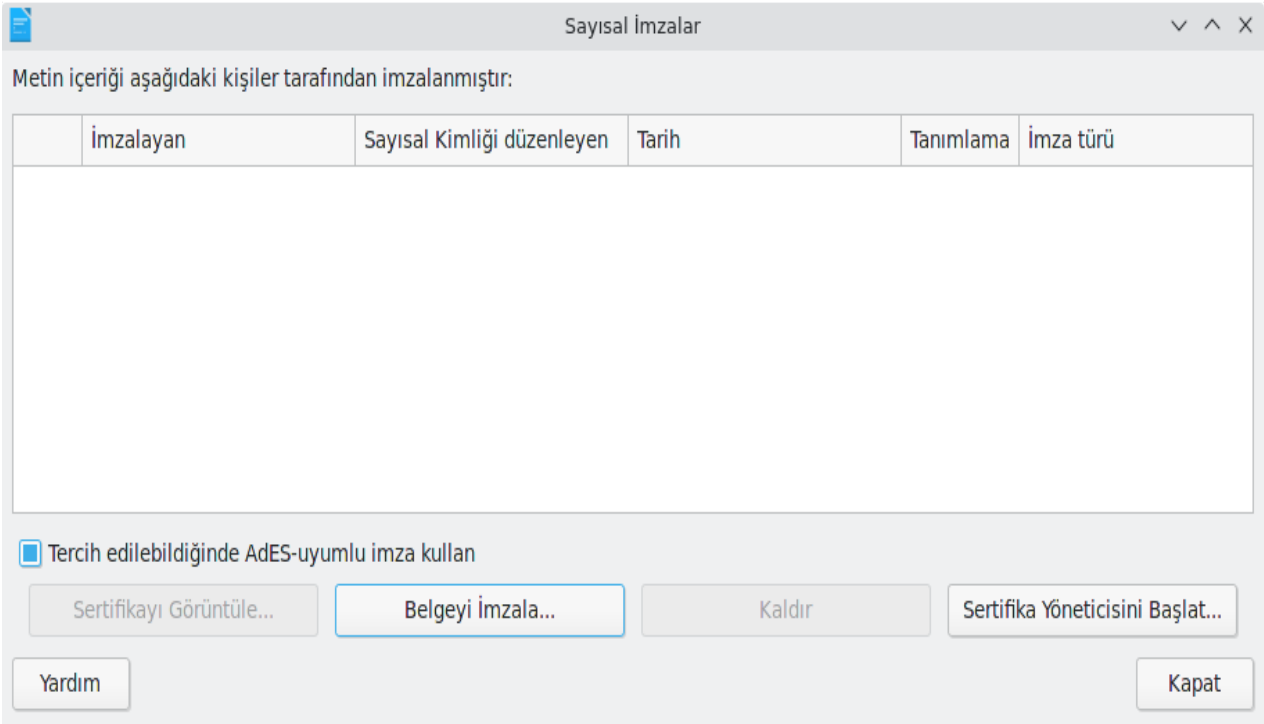 Sayısal İmzalar
Metin içeriği aşağıdaki kişiler tarafından imzalanmıştır:
İmzalayan Sayısal Kimliği düzenleyen Tarih Tanımlama İmza türü
Tercih edilebildiğinde AdES-uyumlu imza kullan
Sertifikayı Görüntüle... Belgeyi İmzala... Kaldır Sertifika Yöneticisini Başlat...
Yardım Kapat